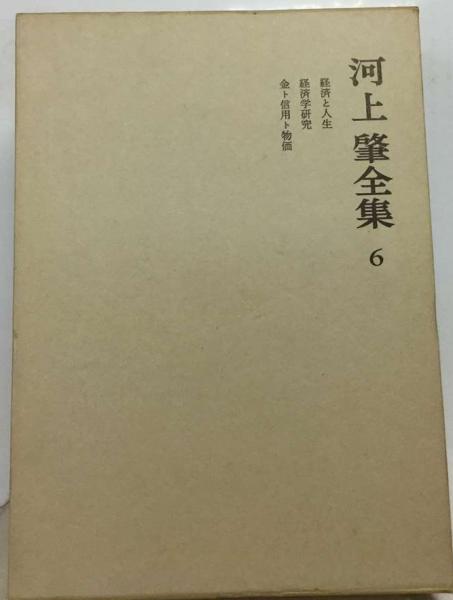 河上肇全集
6
経済と人生
経済学研究
金ト信用ト物価